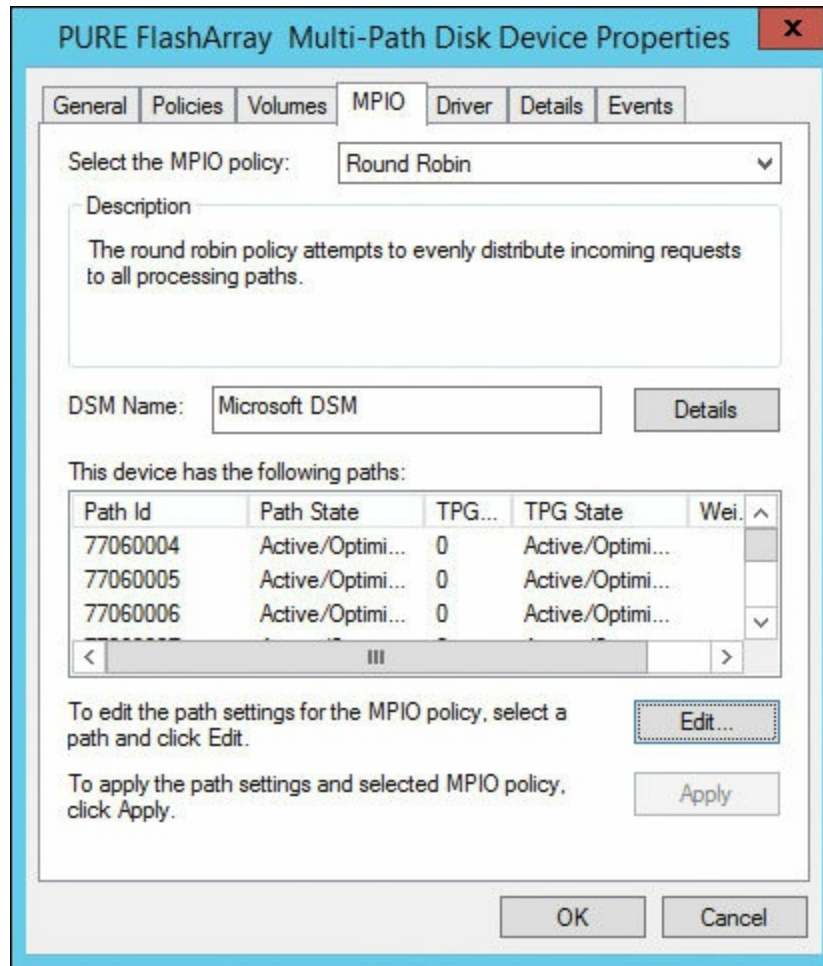 PURE FlashArray  Multi-Path Disk Device Properties
x
General Policies Volumes MPIO Driver Details Events
Select the MPIO policy: Round Robin
Description
The round robin policy attempts to evenly distribute incoming requests
to all processing paths.
DSM Name: Microsoft DSM Details
This device has the following paths:
Path Id Path State TPG... TPG State Wei.
77060004 Active/Optimi... 0 Active/Optimi...
77060005 Active/Optimi... 0 Active/Optimi...
77060006 Active/Optimi... 0 Active/Optimi...
To edit the path settings for the MPIO policy, select a
path and click Edit.
Edit...
To apply the path settings and selected MPIO policy,
click Apply.
Apply
OK Cancel